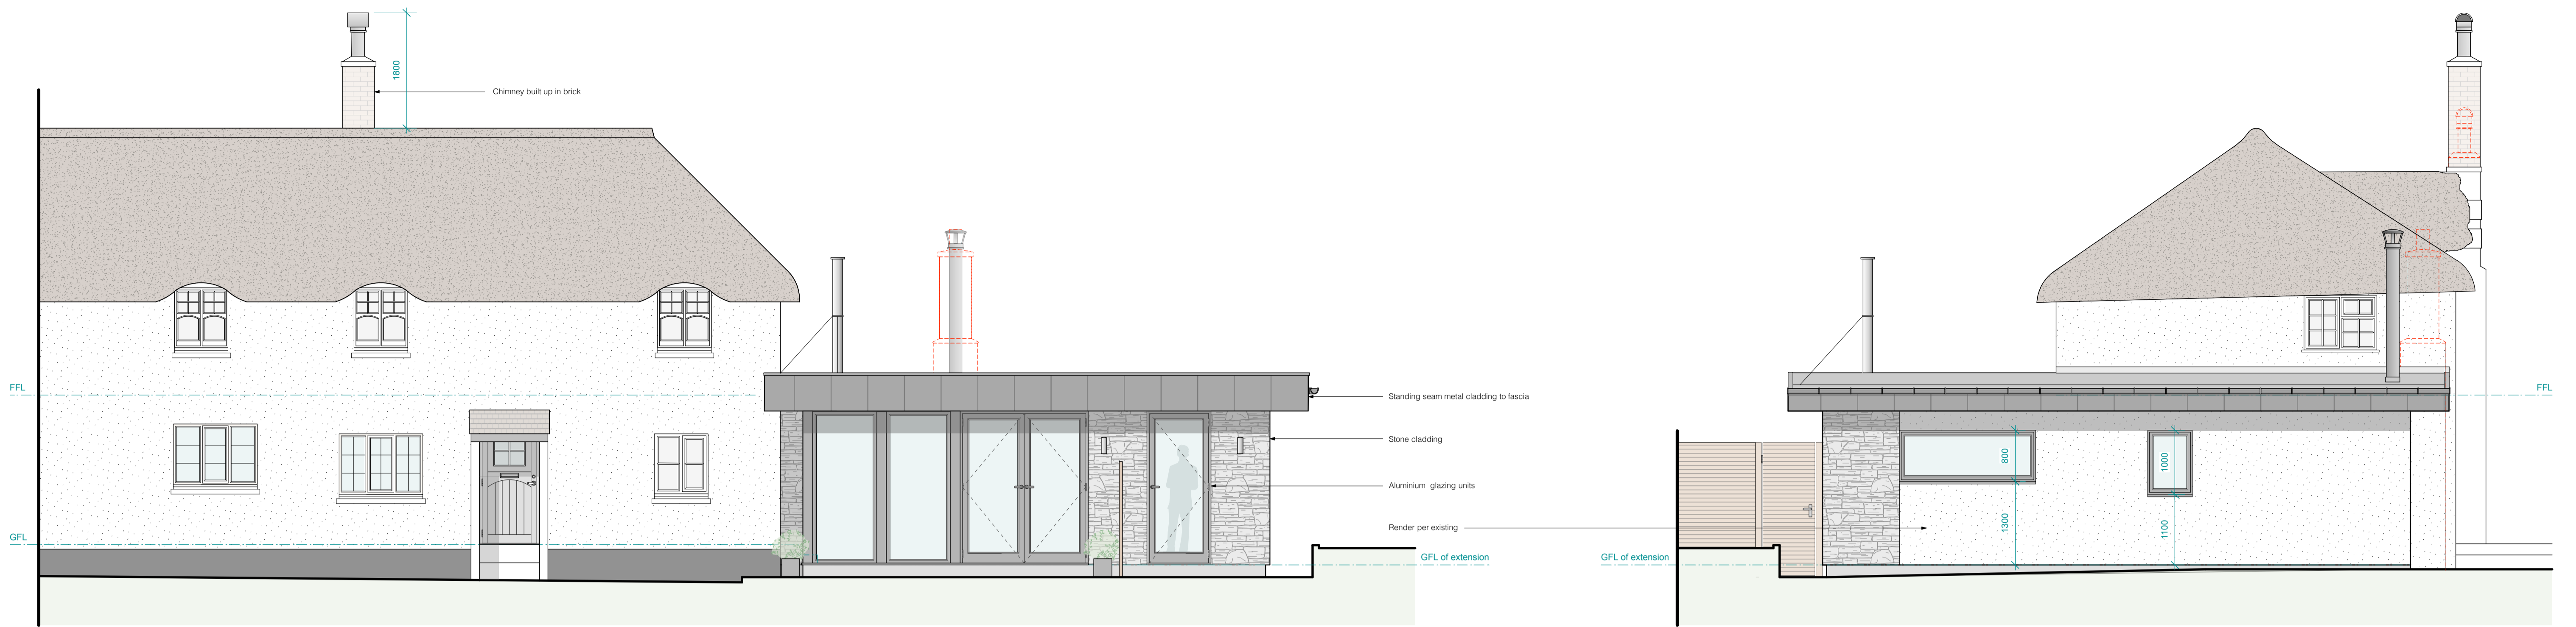 1800
Chimney built up in brick
FFL
FFL
Standing seam metal cladding to fascia
Stone cladding
800
1000
Aluminium glazing units
Render per existing
1300
1100
GFL
GFL of extension
GFL of extension